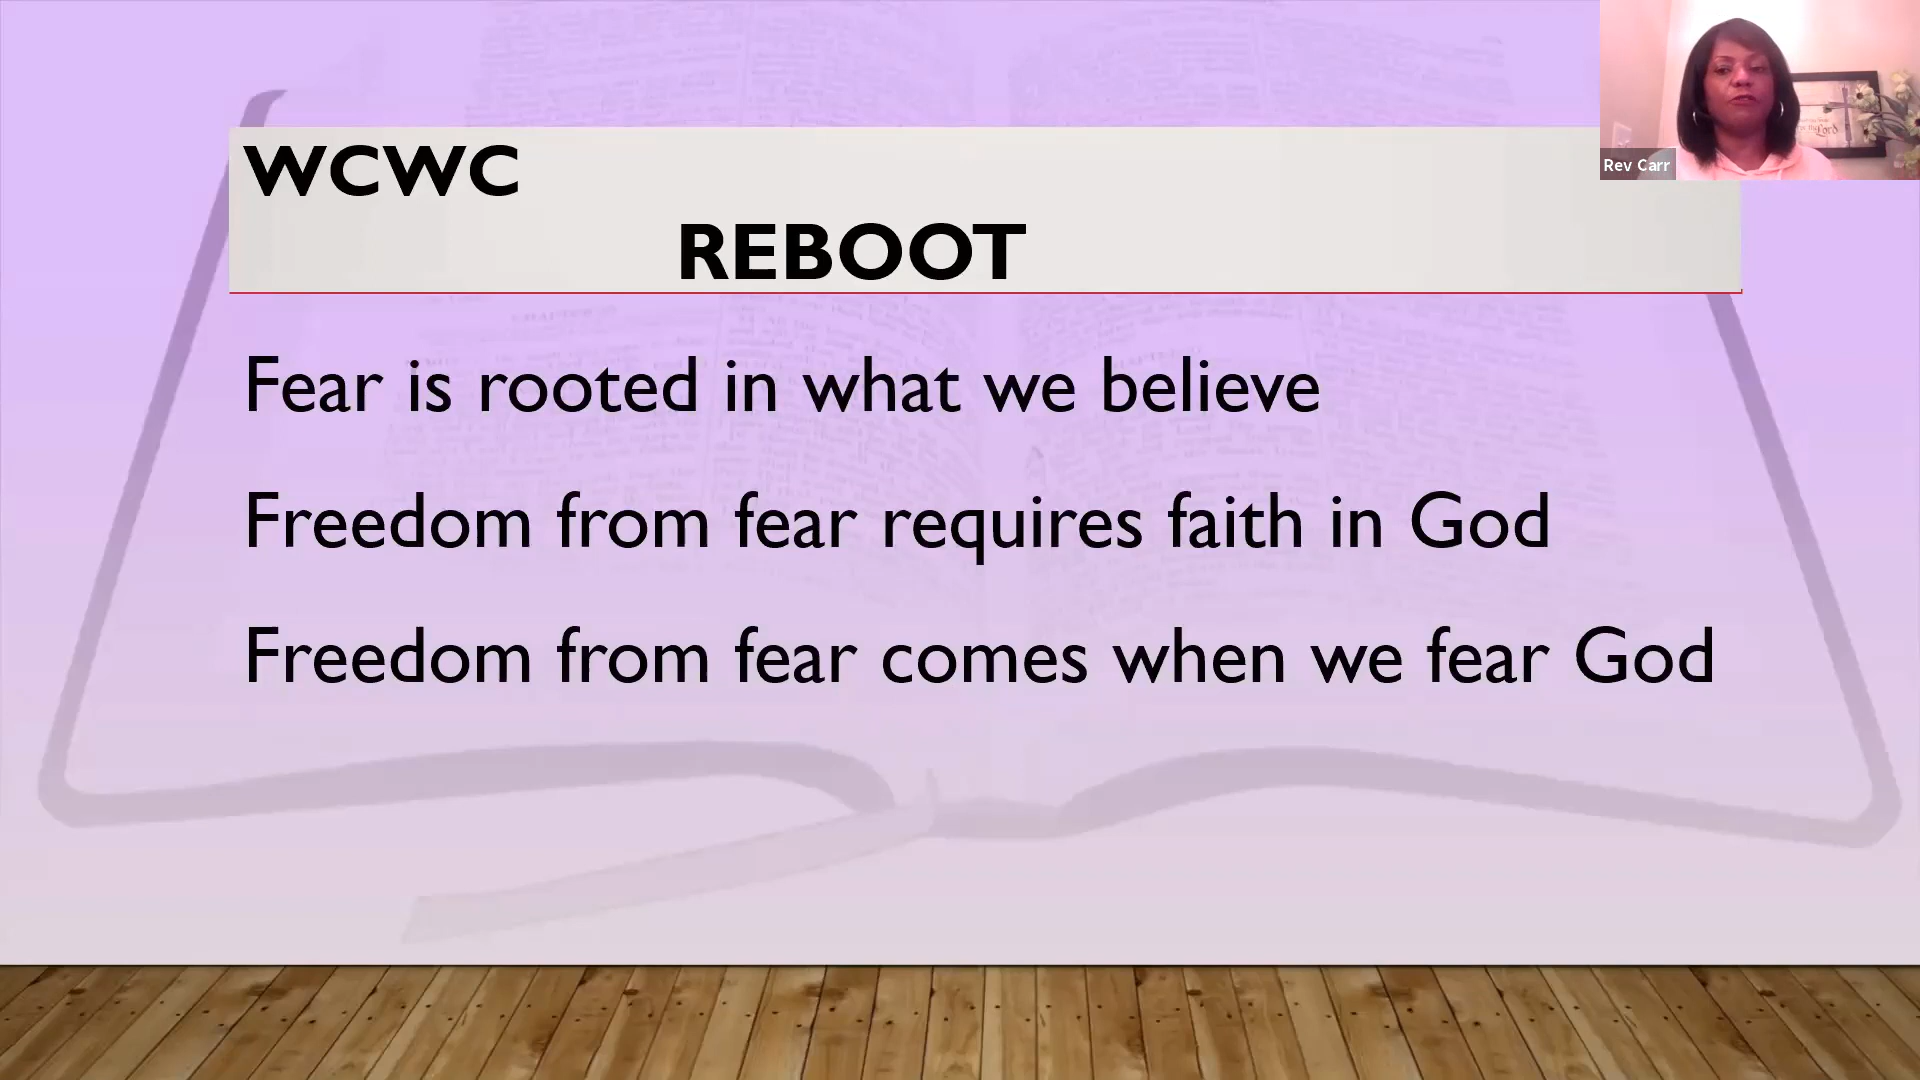 WCWC
REBOOT
Fear is rooted in what we believe
Freedom from fear requires faith in God
Freedom from fear comes when we fear God
Rev Carr
Lord